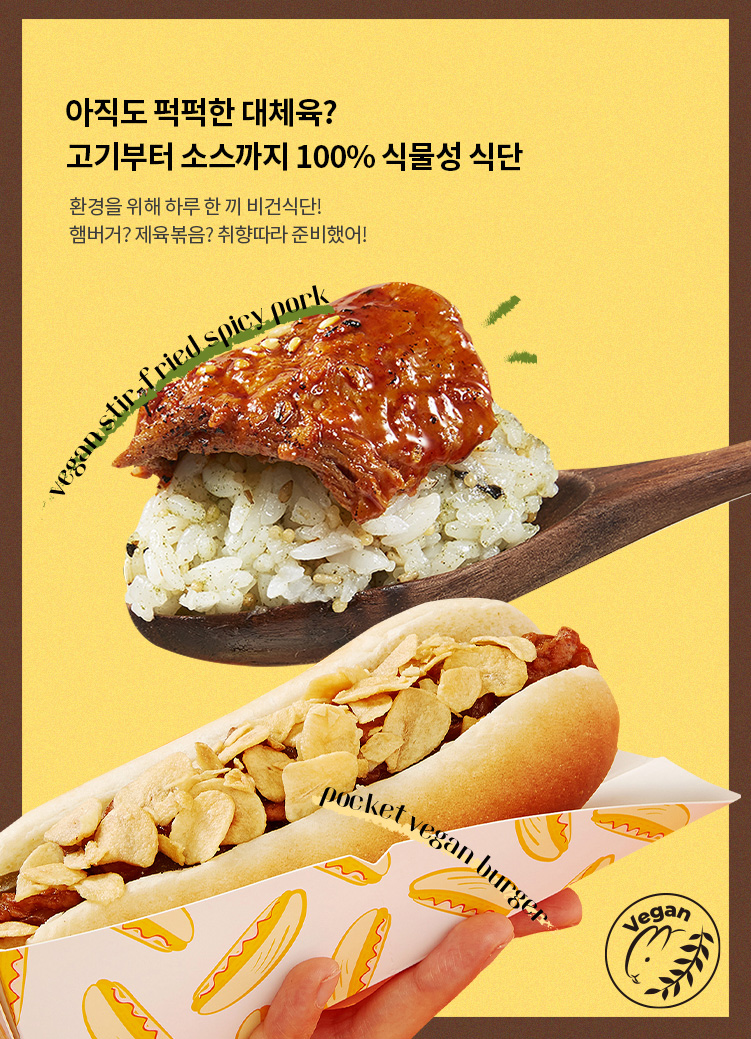 아직도 퍽퍽한 대체육?
고기부터 소스까지 100% 식물성 식단
환경을 위해 하루 한 끼 비건식단!
햄버거? 제육볶음? 취향따라 준비했어!
vegan stir-fried spicy pork
pocket vegan burger
Vegan